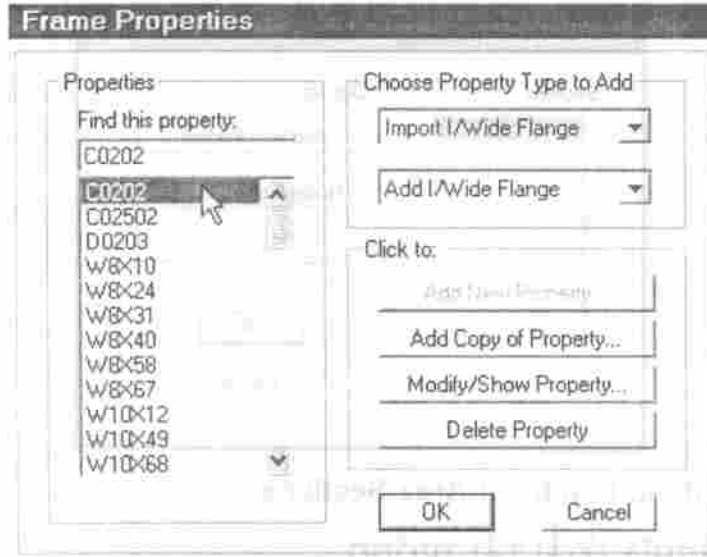 Frame Properties
Properties
Find this property:
C0202
C0202
C02502
D0203
W8X10
W8X24
W8X31
W8X40
W8X58
W8X67
W10X12
W10X49
W10X68
Choose Property Type to Add
Import I/Wide Flange
Add I/Wide Flange
Click to:
Add New Property
Add Copy of Property...
Modify/Show Property...
Delete Property
OK
Cancel